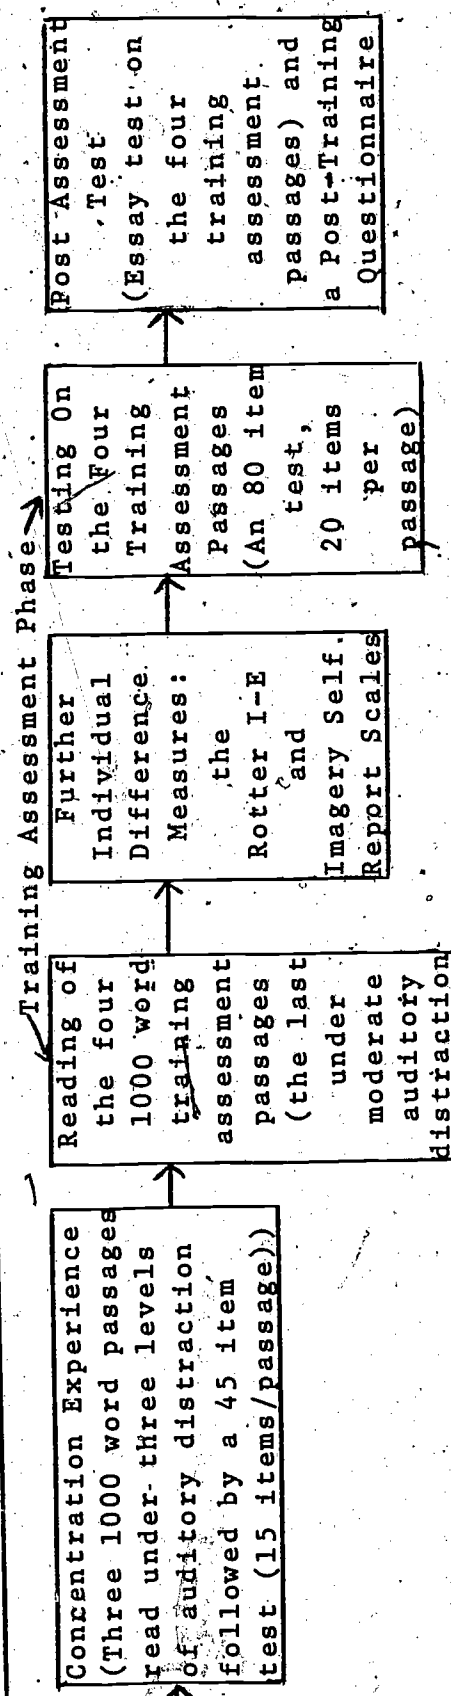 Training Assessment Phase
Concentration Experience
(Three 1000 word passages
read under three levels
of auditory distraction
followed by a 45 item
test (15 items/passage))
Reading of
the four
1000 word
training
assessment
passages
(the last
under
moderate
auditory
distraction
Further
Individual
Difference
Measures:
the
Rotter I-E
and
Imagery Self
Report Scales
Testing On
the Four
Training
Assessment
Passages
(An 80 item
test,
20 items
per
passage)
Post Assessment
Test
(Essay test on
the four
training
assessment
passages) and
a Post-Training
Questionnaire